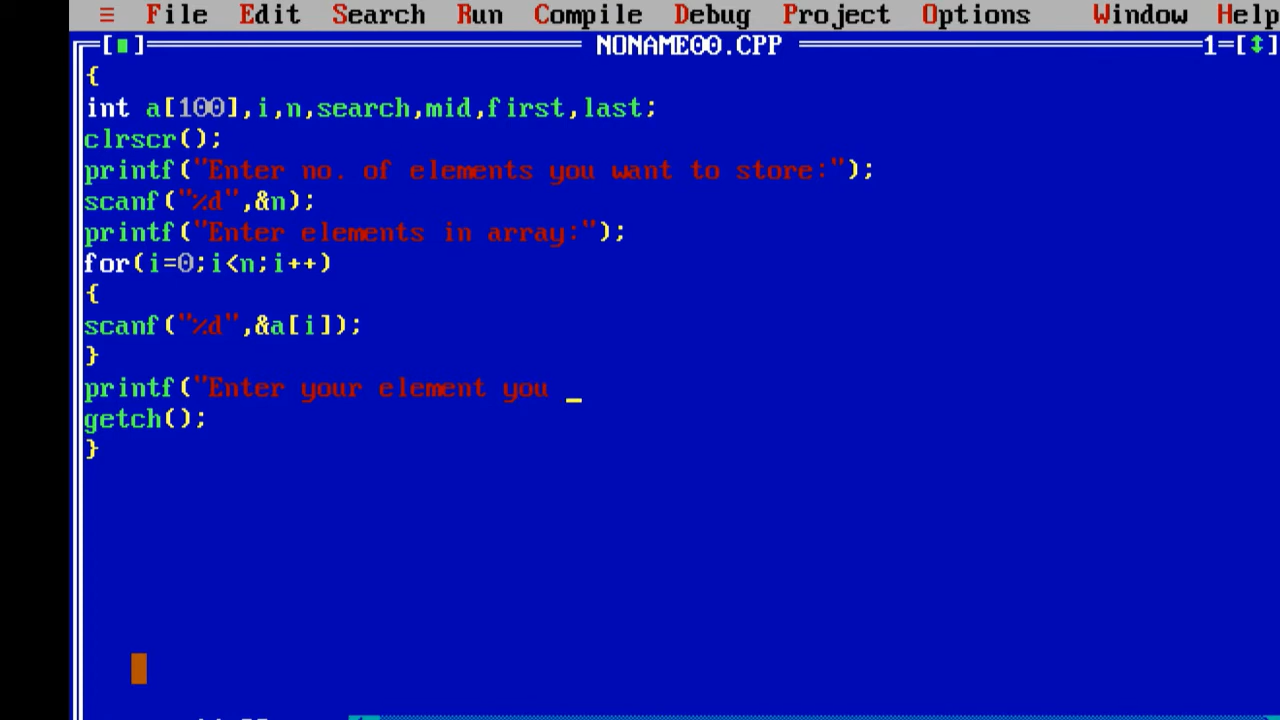 ≡ File Edit Search Run Compile Debug Project Options Window Help
[■] NONAME00.CPP 1=[↕]
{
int a[100],i,n,search,mid,first,last;
clrscr();
printf("Enter no. of elements you want to store:");
scanf("%d",&n);
printf("Enter elements in array:");
for(i=0;i<n;i++)
{
scanf("%d",&a[i]);
}
printf("Enter your element you _
getch();
}